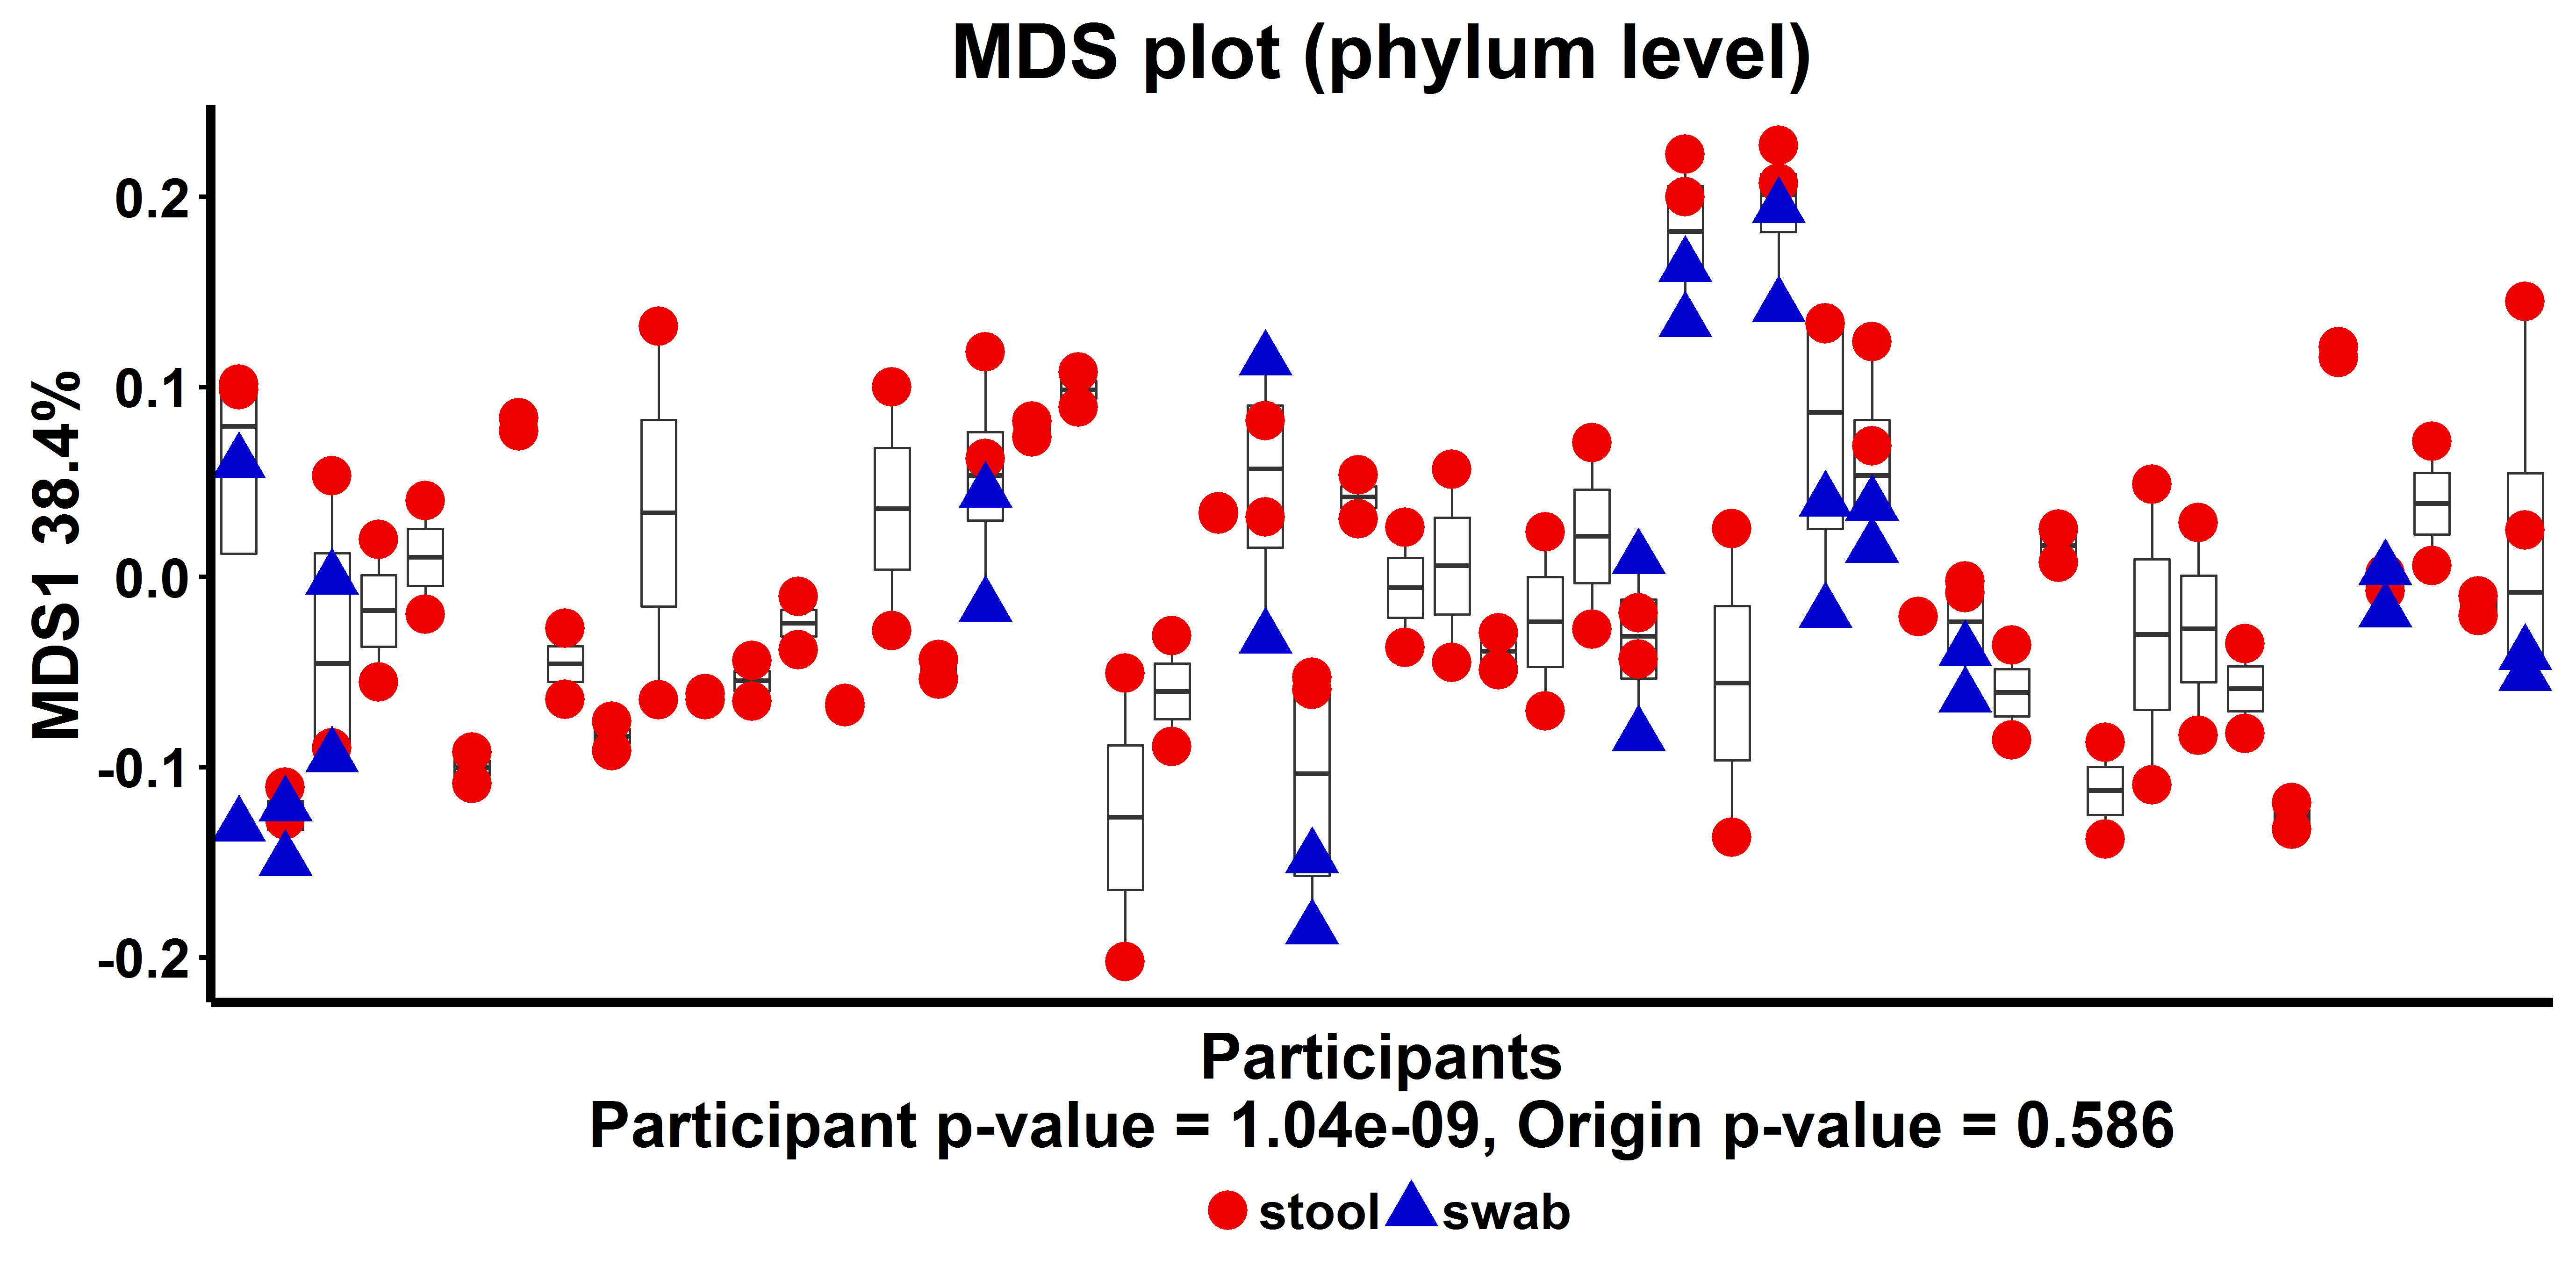 MDS plot (phylum level)
MDS1 38.4%
0.2
0.1
0.0
-0.1
-0.2
Participants
Participant p-value = 1.04e-09, Origin p-value = 0.586
stool swab